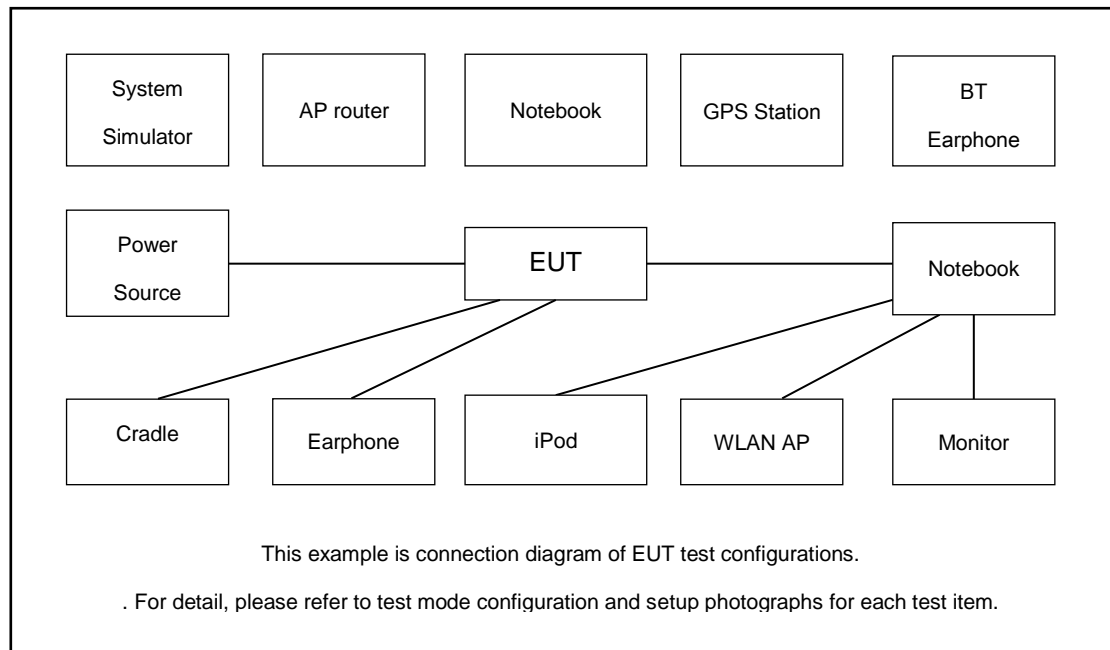 System
Simulator
AP router
Notebook
GPS Station
BT
Earphone
Power
Source
EUT
Notebook
Cradle
Earphone
iPod
WLAN AP
Monitor
This example is connection diagram of EUT test configurations.
. For detail, please refer to test mode configuration and setup photographs for each test item.